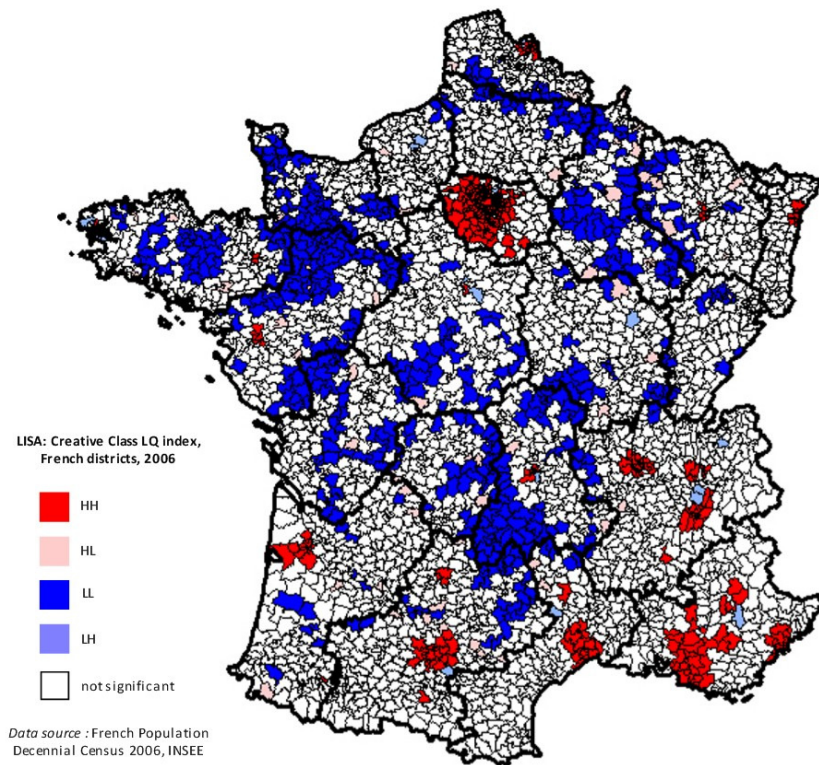 LISA: Creative Class LQ index,
French districts, 2006
HH
HL
LL
LH
not significant
Data source : French Population
Decennial Census 2006, INSEE